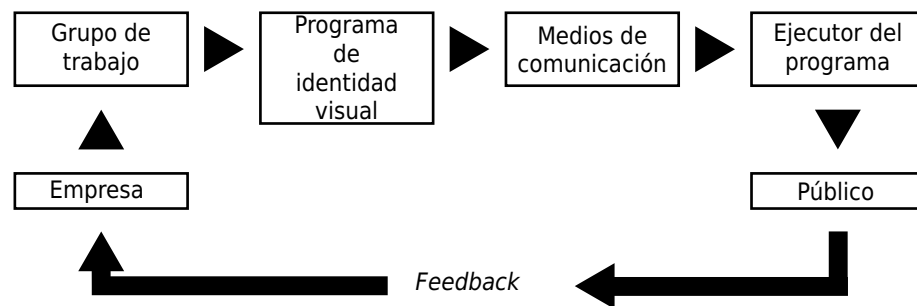 Grupo de
trabajo
Programa
de
identidad
visual
Medios de
comunicación
Ejecutor del
programa
Empresa
Público
Feedback